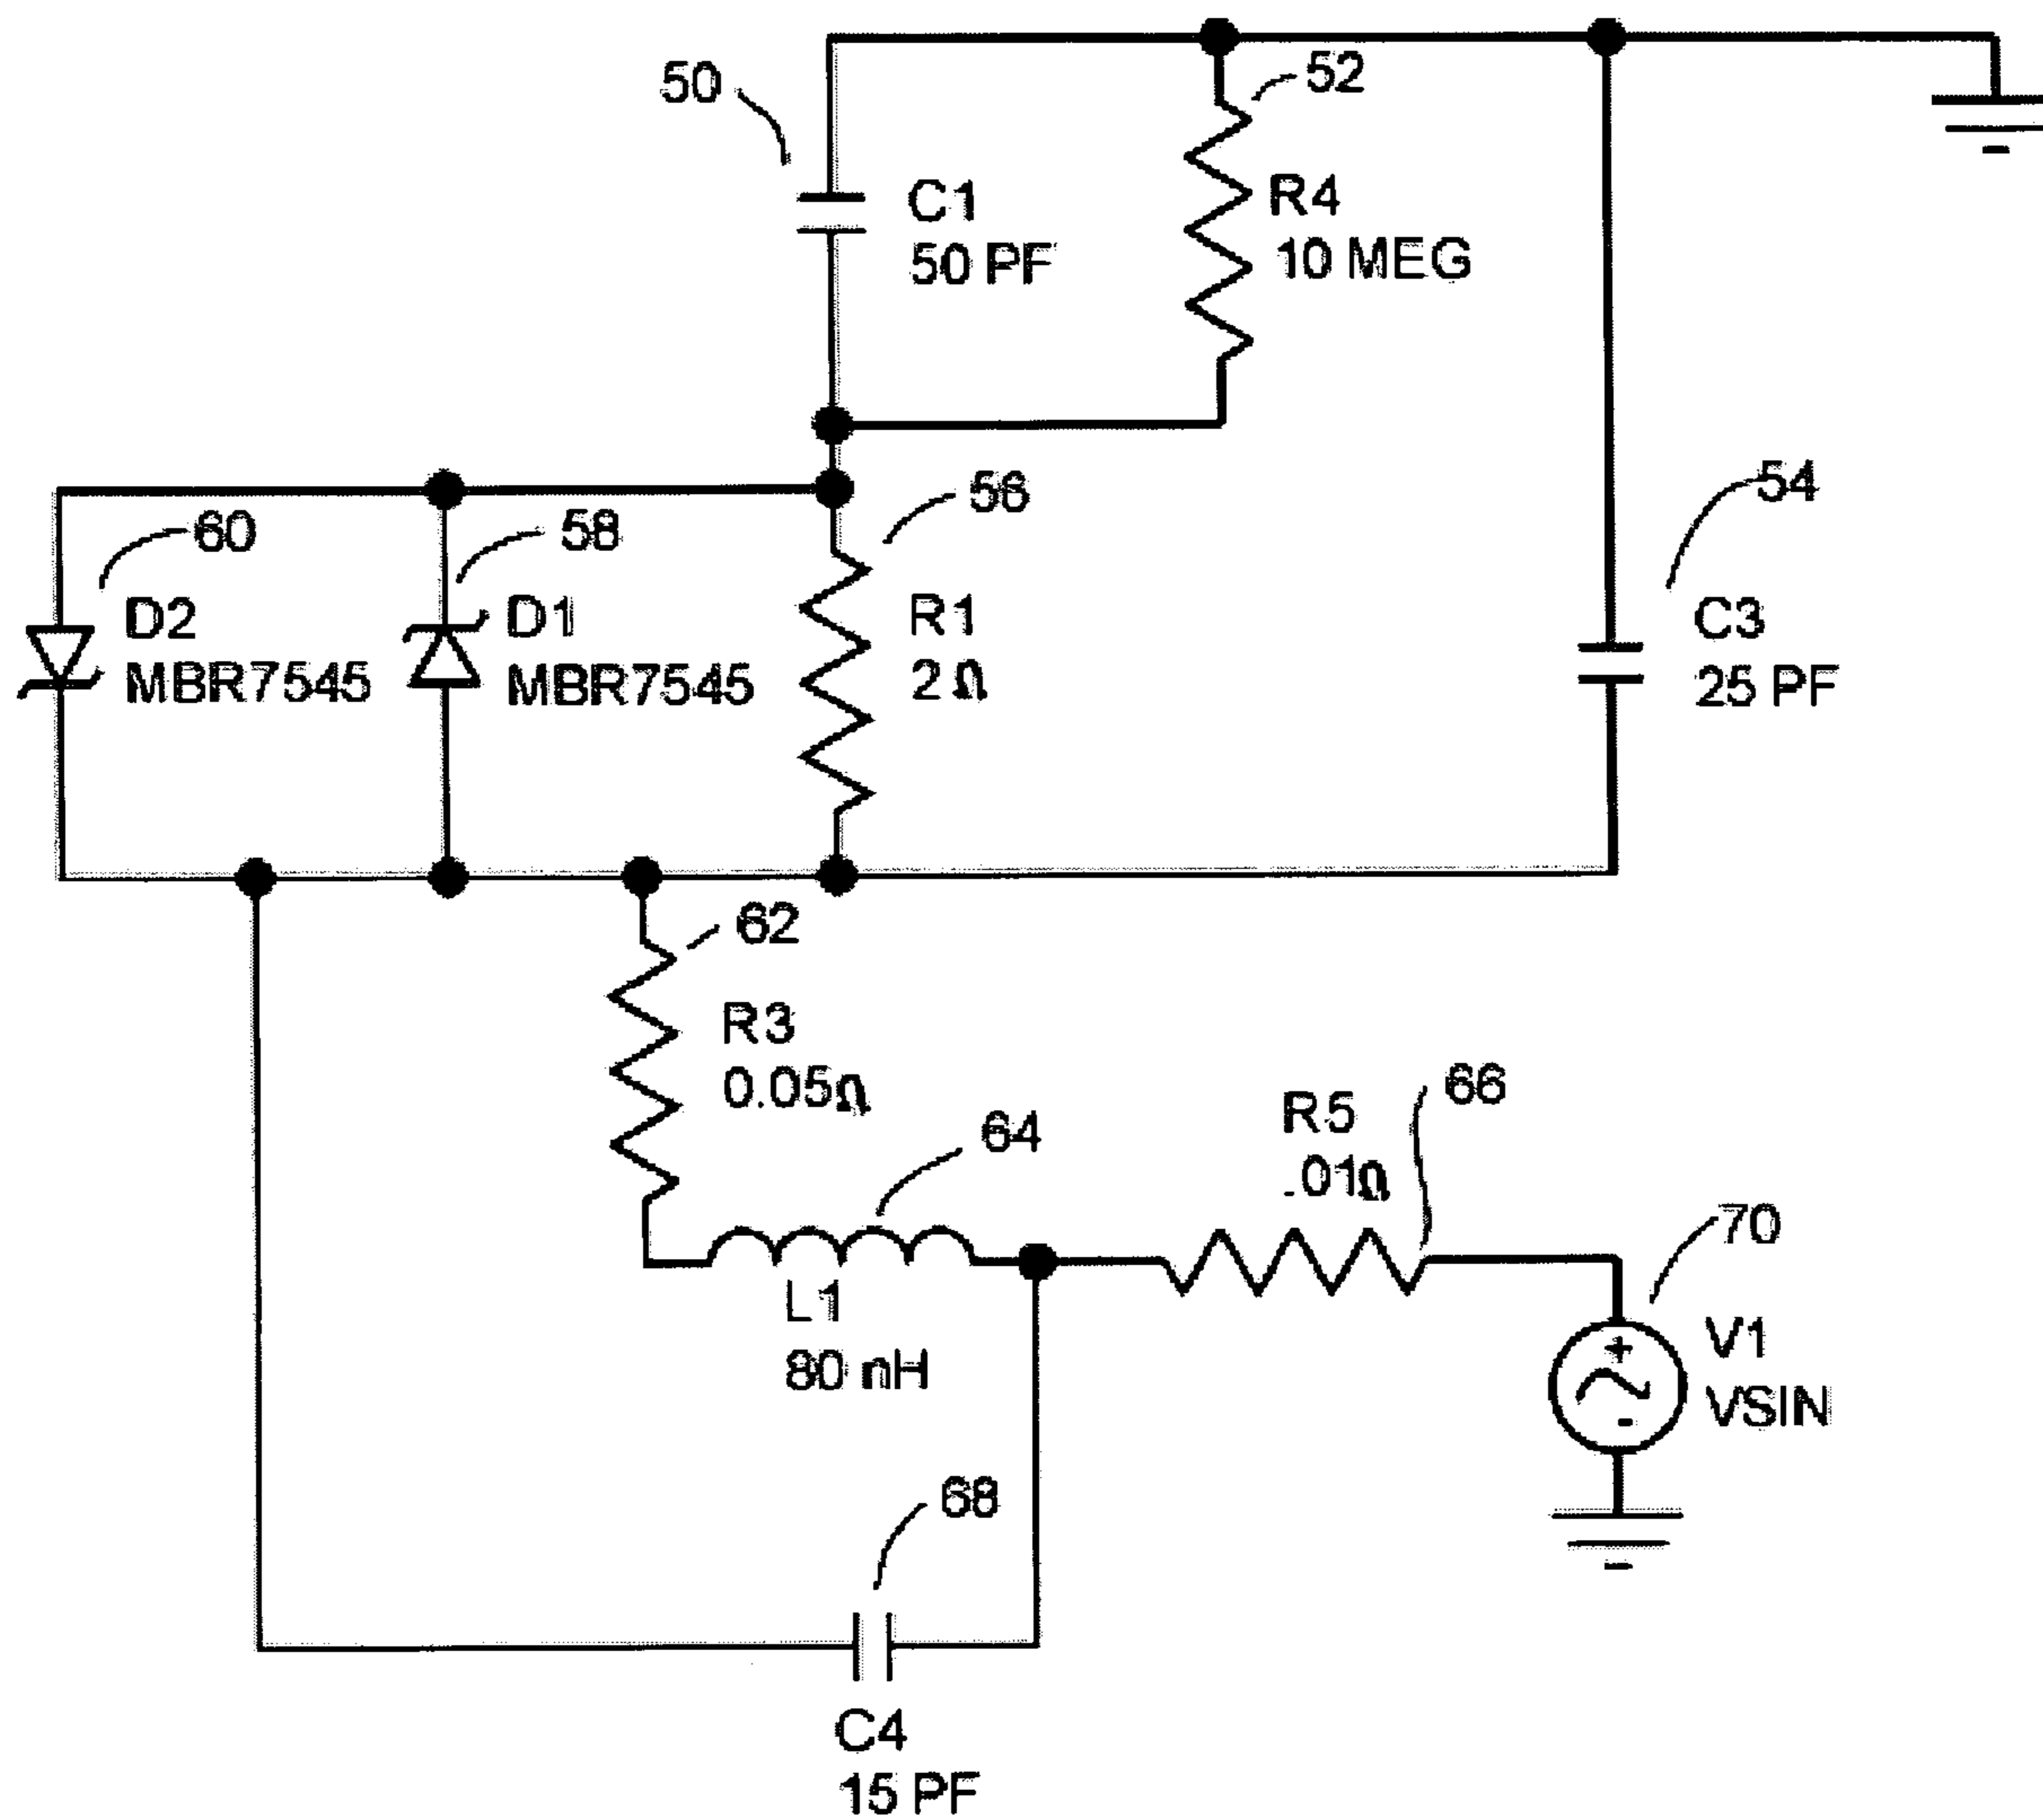 50
52
C1
50 PF
R4
10 MEG
56
54
60
58
D2
MBR7545
D1
MBR7545
R1
2Ω
C3
25 PF
62
R3
0.05Ω
64
R5
.01Ω
66
L1
80 nH
70
+
-
V1
VSIN
68
C4
15 PF